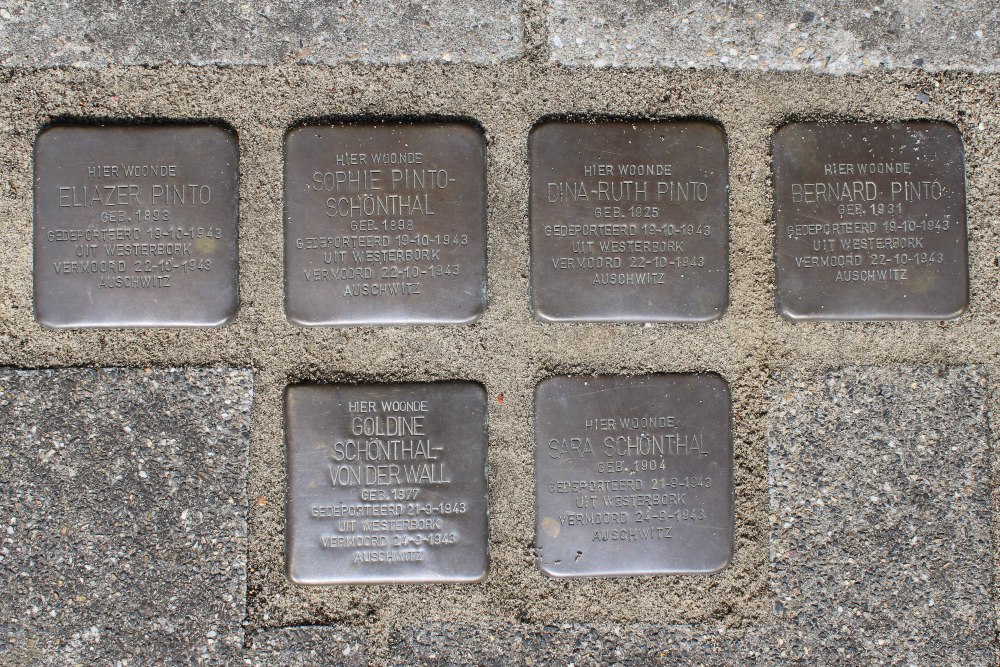 HIER WOONDE
ELIAZER PINTO
GEB. 1893
GEDEPORTEERD 19-10-1943
UIT WESTERBORK
VERMOORD 22-10-1943
AUSCHWITZ
HIER WOONDE
SOPHIE PINTO-
SCHÖNTHAL
GEB. 1898
GEDEPORTEERD 19-10-1943
UIT WESTERBORK
VERMOORD 22-10-1943
AUSCHWITZ
HIER WOONDE
DINA-RUTH PINTO
GEB. 1925
GEDEPORTEERD 19-10-1943
UIT WESTERBORK
VERMOORD 22-10-1943
AUSCHWITZ
HIER WOONDE
BERNARD PINTO
GEB. 1931
GEDEPORTEERD 19-10-1943
UIT WESTERBORK
VERMOORD 22-10-1943
AUSCHWITZ
HIER WOONDE
GOLDINE
SCHÖNTHAL-
VON DER WALL
GEB. 1877
GEDEPORTEERD 21-9-1943
UIT WESTERBORK
VERMOORD 24-9-1943
AUSCHWITZ
HIER WOONDE
SARA SCHÖNTHAL
GEB. 1904
GEDEPORTEERD 21-9-1943
UIT WESTERBORK
VERMOORD 24-9-1943
AUSCHWITZ